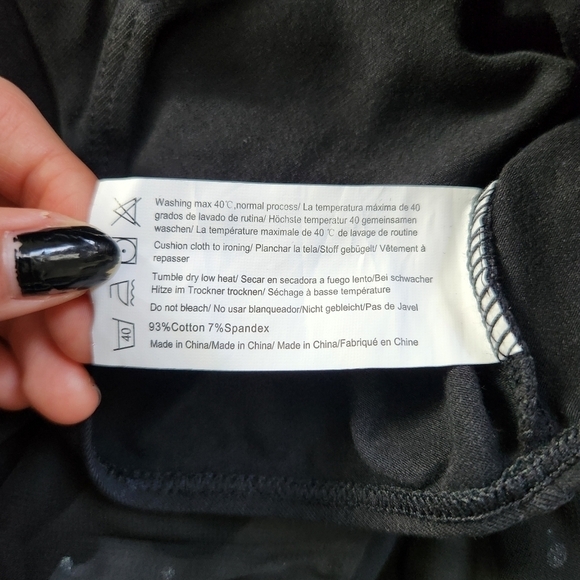 Washing max 40℃,normal process/ La temperatura máxima de 40
grados de lavado de rutina/ Höchste temperatur 40 gemeinsamen
waschen/ La température maximale de 40 ℃ de lavage de routine
Cushion cloth to ironing/ Planchar la tela/Stoff gebügelt/ Vêtement à
repasser
Tumble dry low heat/ Secar en secadora a fuego lento/Bei schwacher
Hitze im Trockner trocknen/ Séchage à basse température
Do not bleach/ No usar blanqueador/Nicht gebleicht/Pas de Javel
93%Cotton 7%Spandex
Made in China/Made in China/ Made in China/Fabriqué en Chine
40